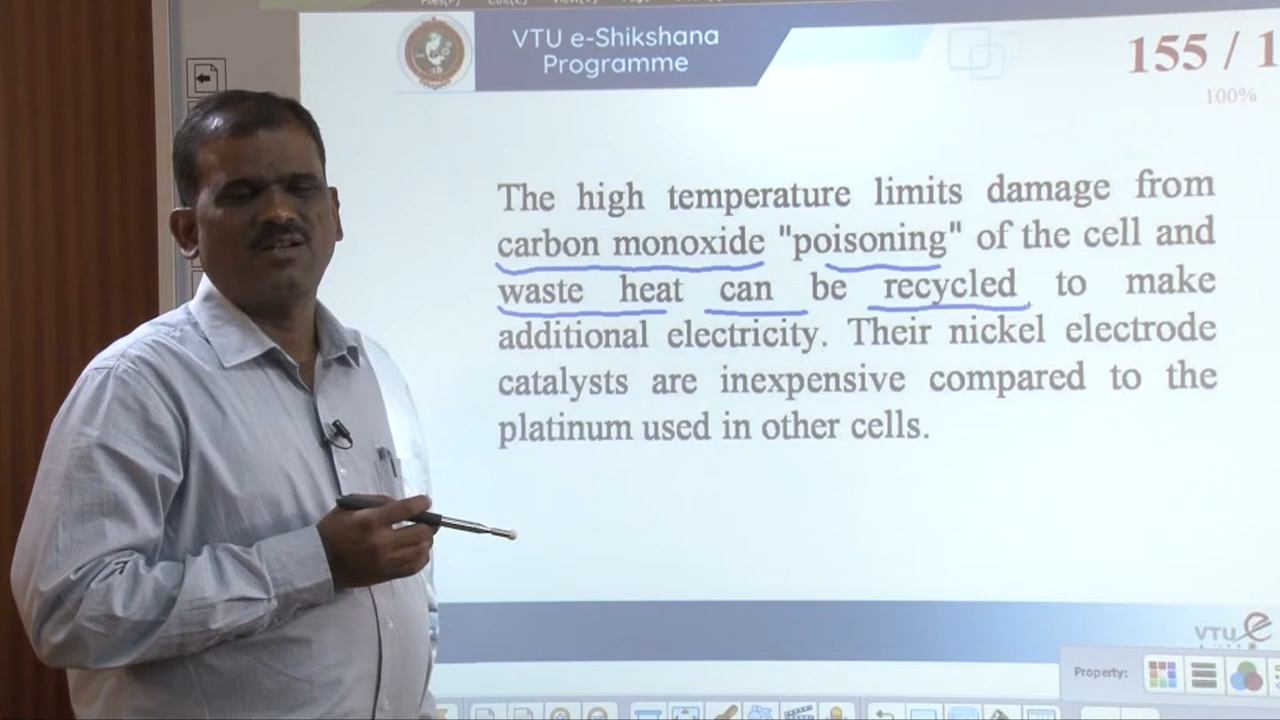 VTU e-Shikshana
Programme
155 / 1
100%
The high temperature limits damage from
carbon monoxide "poisoning" of the cell and
waste heat can be recycled to make
additional electricity. Their nickel electrode
catalysts are inexpensive compared to the
platinum used in other cells.
VTU e
Property: